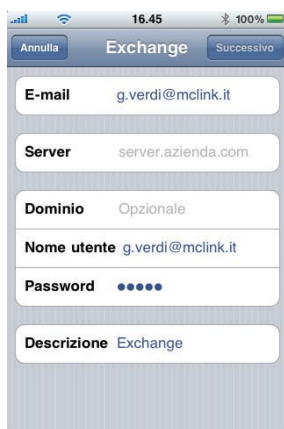 16.45 100%
Annulla Exchange Successivo
E-mail g.verdi@mclink.it
Server server.azienda.com
Dominio Opzionale
Nome utente g.verdi@mclink.it
Password •••••
Descrizione Exchange